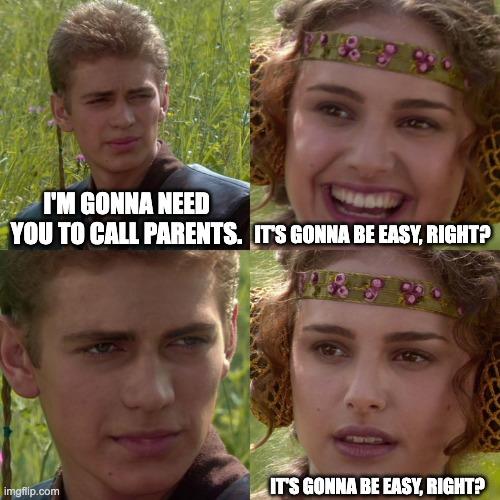 I'M GONNA NEED
YOU TO CALL PARENTS.
IT'S GONNA BE EASY, RIGHT?
IT'S GONNA BE EASY, RIGHT?
imgflip.com